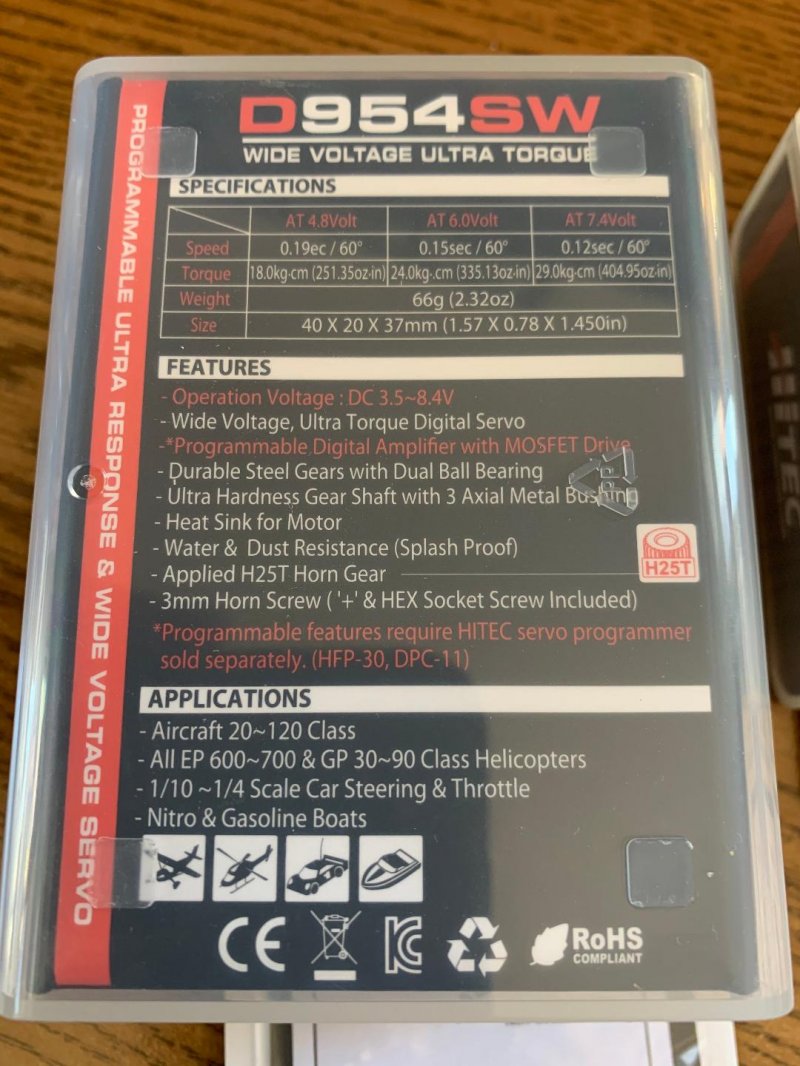 D954SW
WIDE VOLTAGE ULTRA TORQUE
PROGRAMMABLE ULTRA RESPONSE & WIDE VOLTAGE SERVO
SPECIFICATIONS
AT 4.8Volt AT 6.0Volt AT 7.4Volt
Speed 0.19ec / 60° 0.15sec / 60° 0.12sec / 60°
Torque 18.0kg·cm (251.35oz·in) 24.0kg·cm (335.13oz·in) 29.0kg·cm (404.95oz·in)
Weight 66g (2.32oz)
Size 40 X 20 X 37mm (1.57 X 0.78 X 1.450in)
FEATURES
- Operation Voltage : DC 3.5~8.4V
- Wide Voltage, Ultra Torque Digital Servo
- *Programmable Digital Amplifier with MOSFET Drive
- Durable Steel Gears with Dual Ball Bearing
- Ultra Hardness Gear Shaft with 3 Axial Metal Bushing
- Heat Sink for Motor
- Water & Dust Resistance (Splash Proof)
- Applied H25T Horn Gear
H25T
- 3mm Horn Screw ( '+' & HEX Socket Screw Included)
*Programmable features require HITEC servo programmer
sold separately. (HFP-30, DPC-11)
APPLICATIONS
- Aircraft 20~120 Class
- All EP 600~700 & GP 30~90 Class Helicopters
- 1/10 ~1/4 Scale Car Steering & Throttle
- Nitro & Gasoline Boats
CE
RoHS
COMPLIANT
PP
HITEC